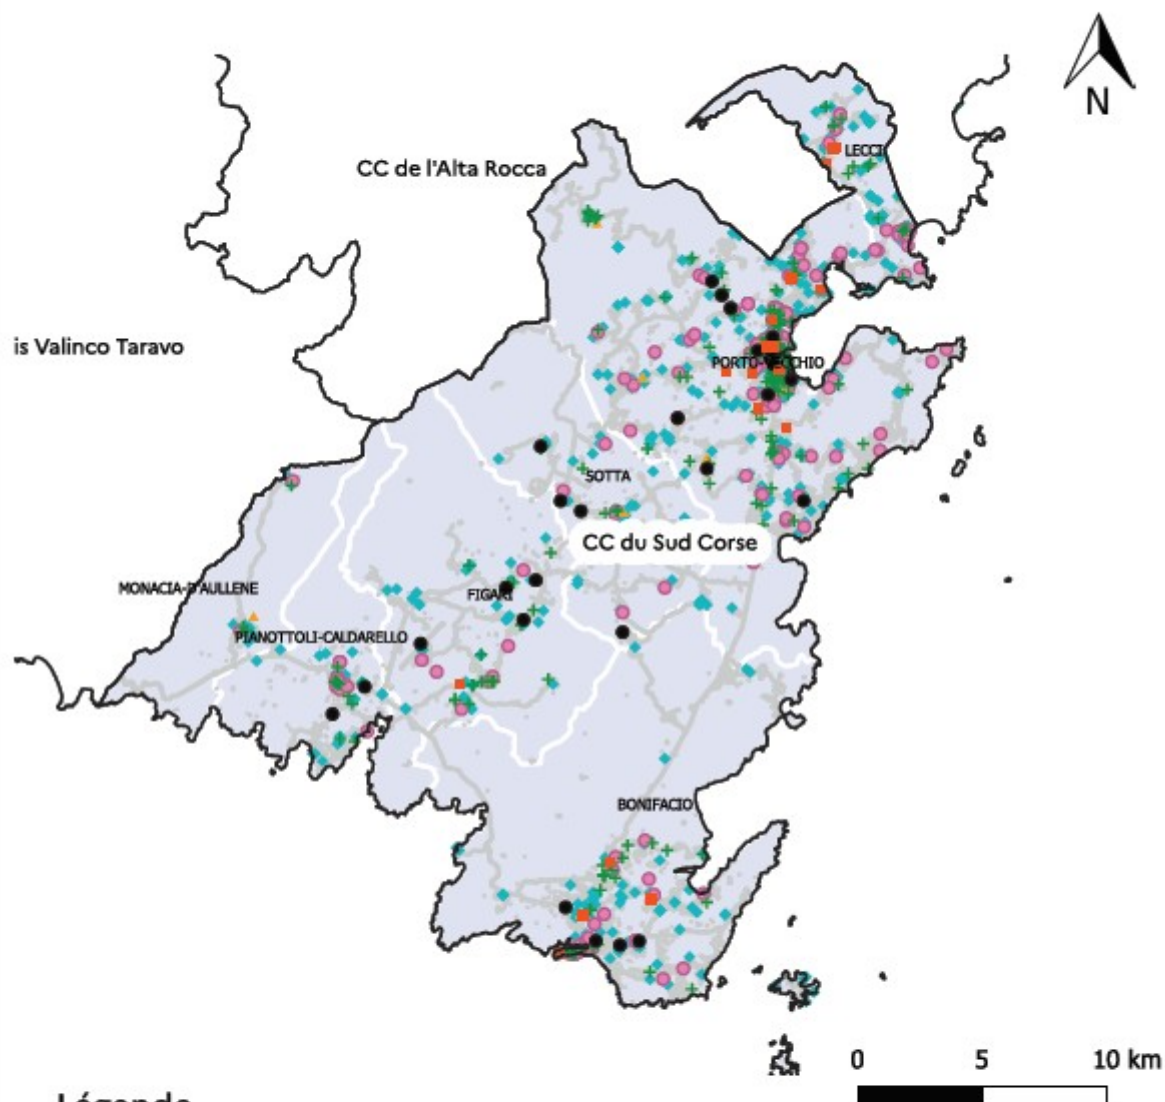 N
LECCI
CC de l'Alta Rocca
is Valinco Taravo
PORTO-VECCHIO
SOTTA
CC du Sud Corse
MONACIA-D'AULLENE
FIGARI
PIANOTTOLI-CALDARELLO
BONIFACIO
0 5 10 km
Légende